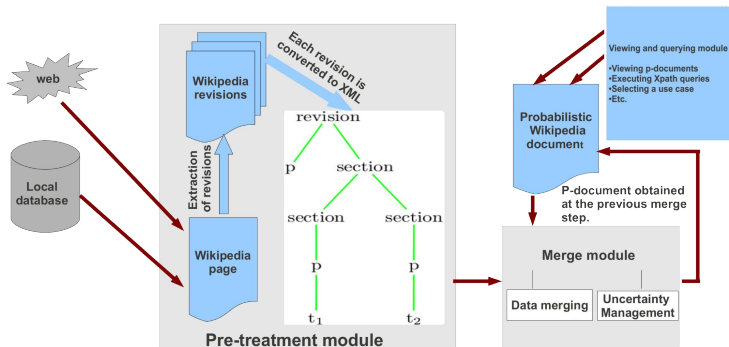 web
Local
database
Wikipedia
revisions
Each revision is
converted to XML
Extraction
of revisions
Wikipedia
page
revision
p
section
section
section
p
p
t1
t2
Pre-treatment module
Viewing and querying module
•Viewing p-documents
•Executing Xpath queries
•Selecting a use case
•Etc.
Probabilistic
Wikipedia
document
P-document obtained
at the previous merge
step.
Merge module
Data merging
Uncertainty
Management